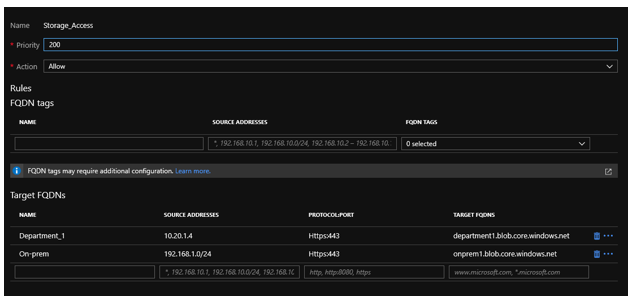 Name Storage_Access
* Priority 200
* Action Allow
Rules
FQDN tags
NAME SOURCE ADDRESSES FQDN TAGS
*, 192.168.10.1, 192.168.10.0/24, 192.168.10.2 – 192.168.10. 0 selected
FQDN tags may require additional configuration. Learn more.
Target FQDNs
NAME SOURCE ADDRESSES PROTOCOL:PORT TARGET FQDNS
Department_1 10.20.1.4 Https:443 department1.blob.core.windows.net
On-prem 192.168.1.0/24 Https:443 onprem1.blob.core.windows.net
*, 192.168.10.1, 192.168.10.0/24, 192.168.10 http, http:8080, https www.microsoft.com, *.microsoft.com